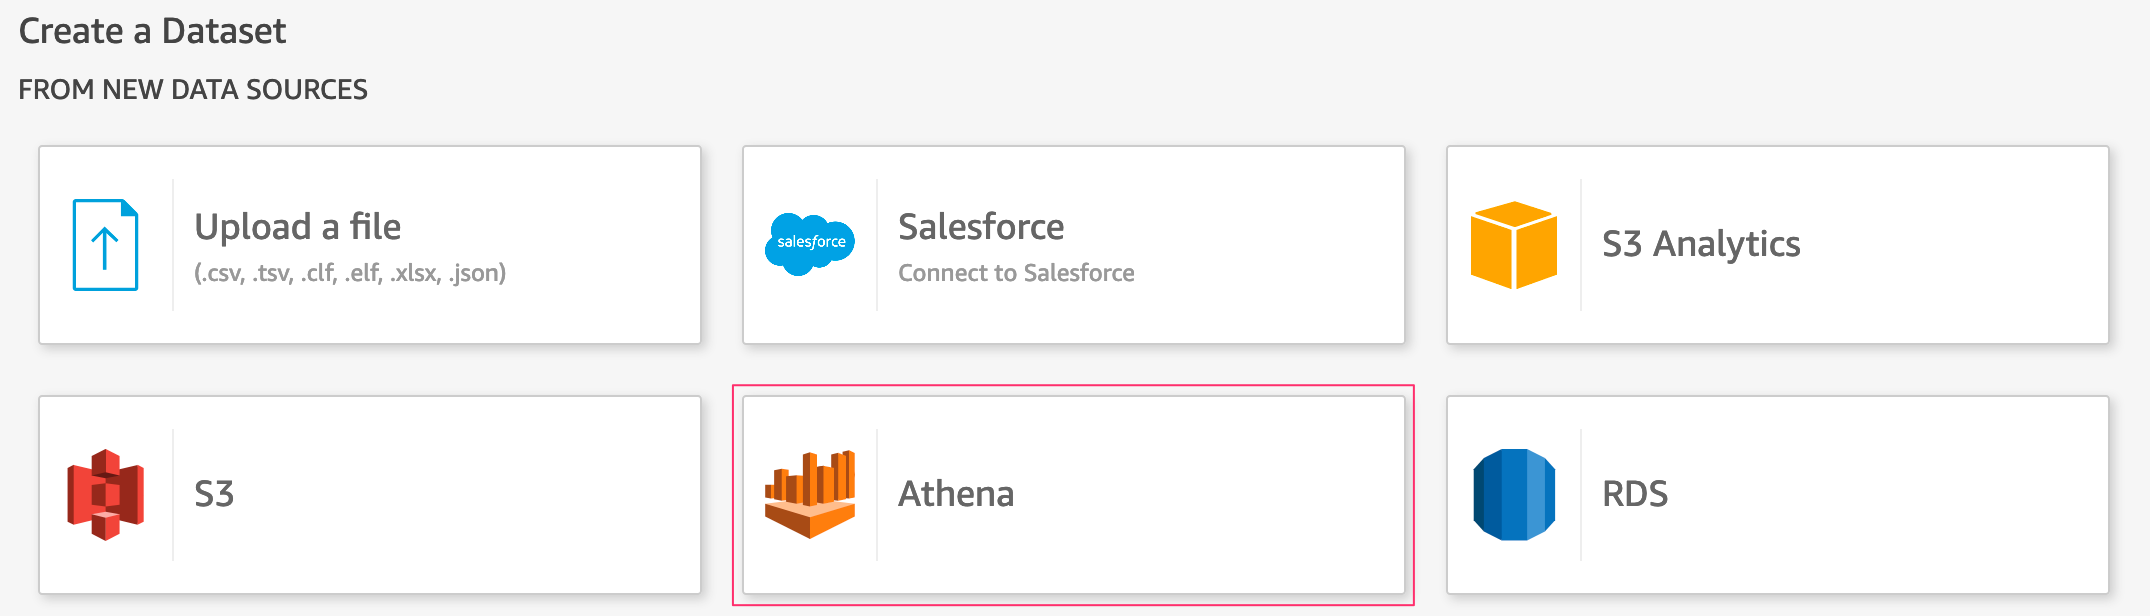 Create a Dataset
FROM NEW DATA SOURCES
Upload a file
(.csv, .tsv, .clf, .elf, .xlsx, .json)
salesforce
Salesforce
Connect to Salesforce
S3 Analytics
S3
Athena
RDS